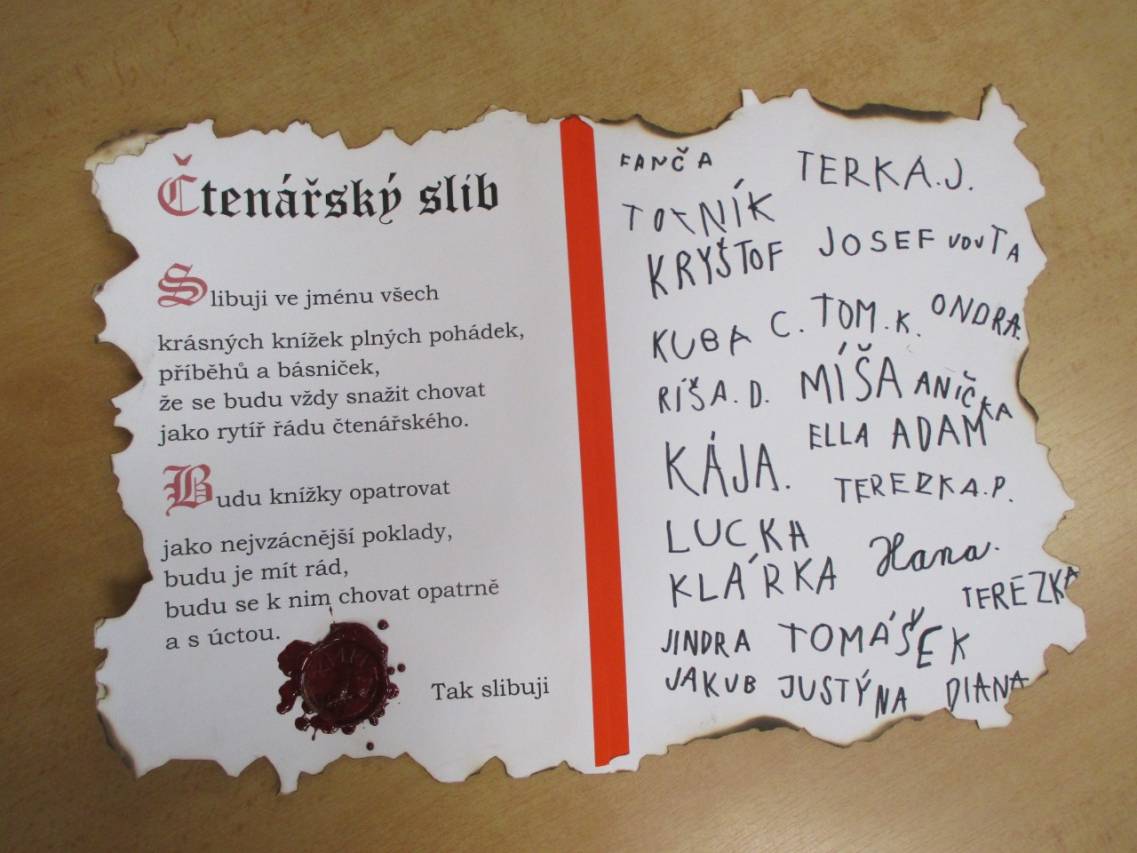 Čtenářský slib
Slibuji ve jménu všech
krásných knížek plných pohádek,
příběhů a básniček,
že se budu vždy snažit chovat
jako rytíř řádu čtenářského.
Budu knížky opatrovat
jako nejvzácnější poklady,
budu je mít rád,
budu se k nim chovat opatrně
a s úctou.
Tak slibuji
FANČA TERKA.J.
KRYŠTOF JOSEF VOVTA
KUBA C. TOM.K. ONDRA.
RÍŠA.D. MÍŠA ANIČKA
KÁJA. ELLA ADAM
TEREZKA.P.
LUCKA
KLÁRKA Hana.
TEREZKA
JINDRA TOMÁŠEK
JAKUB JUSTÝNA DIANA